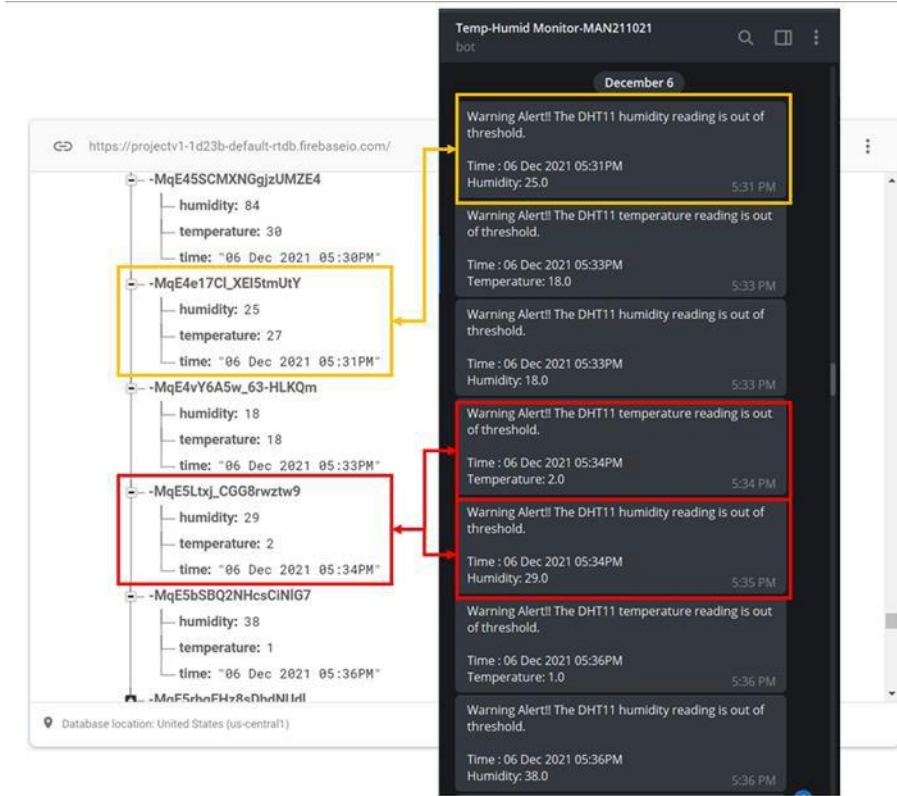 https://projectv1-1d23b-default-rtdb.firebaseio.com/
-MqE45SCMXNGgjzUMZE4
humidity: 84
temperature: 30
time: "06 Dec 2021 05:30PM"
-MqE4e17Cl_XEI5tmUtY
humidity: 25
temperature: 27
time: "06 Dec 2021 05:31PM"
-MqE4vY6A5w_63-HLKQm
humidity: 18
temperature: 18
time: "06 Dec 2021 05:33PM"
-MqE5Ltxj_CGG8rwztw9
humidity: 29
temperature: 2
time: "06 Dec 2021 05:34PM"
-MqE5bSBQ2NHcsCiNlG7
humidity: 38
temperature: 1
time: "06 Dec 2021 05:36PM"
Database location: United States (us-central1)
Temp-Humid Monitor-MAN211021
bot
December 6
Warning Alert!! The DHT11 humidity reading is out of
threshold.
Time : 06 Dec 2021 05:31PM
Humidity: 25.0
5:31 PM
Warning Alert!! The DHT11 temperature reading is out
of threshold.
Time : 06 Dec 2021 05:33PM
Temperature: 18.0
5:33 PM
Warning Alert!! The DHT11 humidity reading is out of
threshold.
Time : 06 Dec 2021 05:33PM
Humidity: 18.0
5:33 PM
Warning Alert!! The DHT11 temperature reading is out
of threshold.
Time : 06 Dec 2021 05:34PM
Temperature: 2.0
5:34 PM
Warning Alert!! The DHT11 humidity reading is out of
threshold.
Time : 06 Dec 2021 05:34PM
Humidity: 29.0
5:35 PM
Warning Alert!! The DHT11 temperature reading is out
of threshold.
Time : 06 Dec 2021 05:36PM
Temperature: 1.0
5:36 PM
Warning Alert!! The DHT11 humidity reading is out of
threshold.
Time : 06 Dec 2021 05:36PM
Humidity: 38.0
5:36 PM